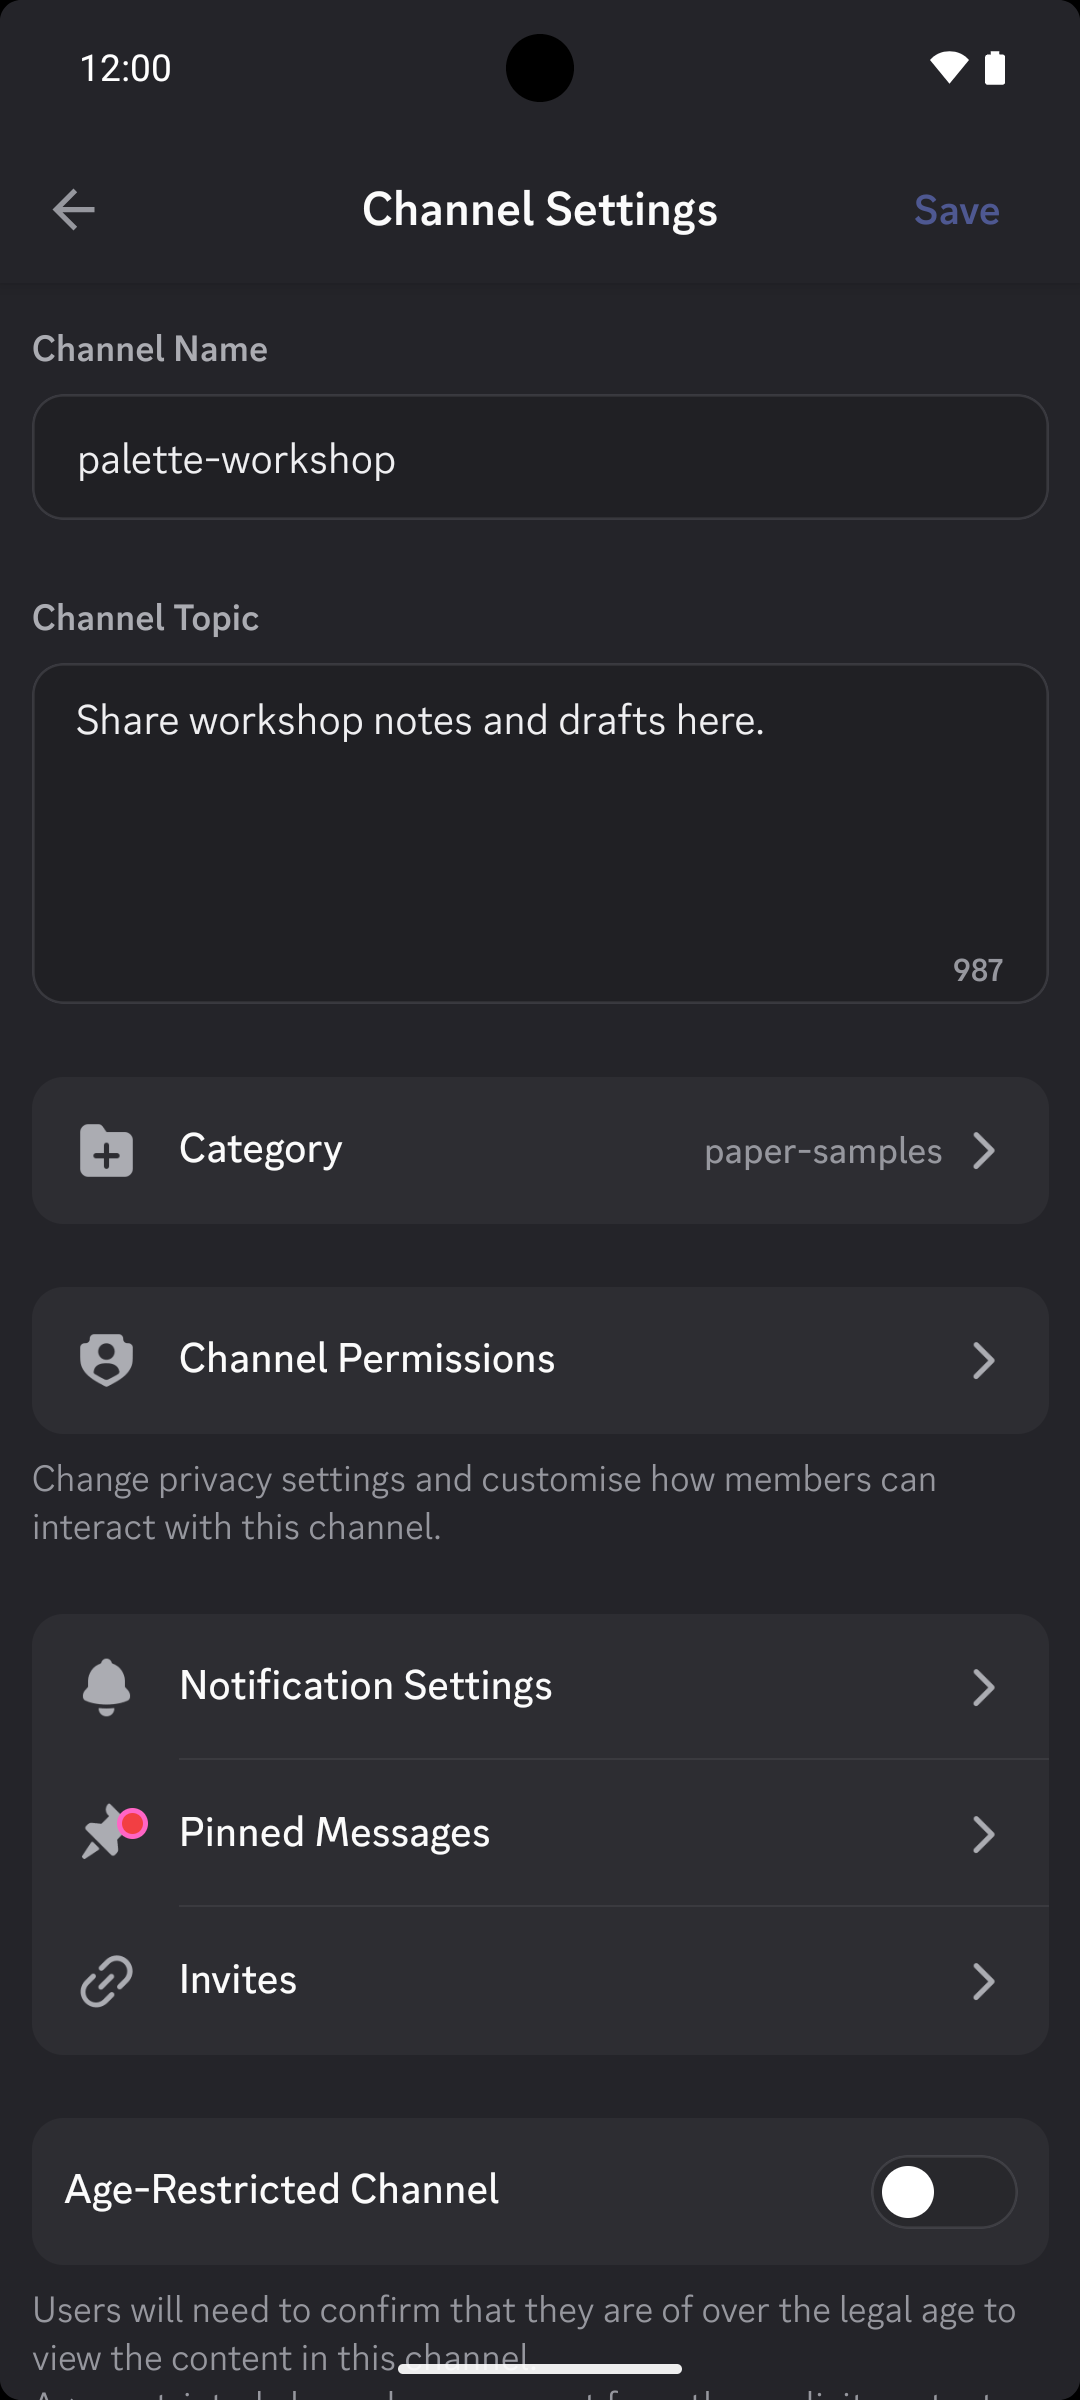 12:00
Channel Settings
Save
Channel Name
palette-workshop
Channel Topic
Share workshop notes and drafts here.
987
Category
paper-samples
Channel Permissions
Change privacy settings and customise how members can
interact with this channel.
Notification Settings
Pinned Messages
Invites
Age-Restricted Channel
Users will need to confirm that they are of over the legal age to
view the content in this channel.